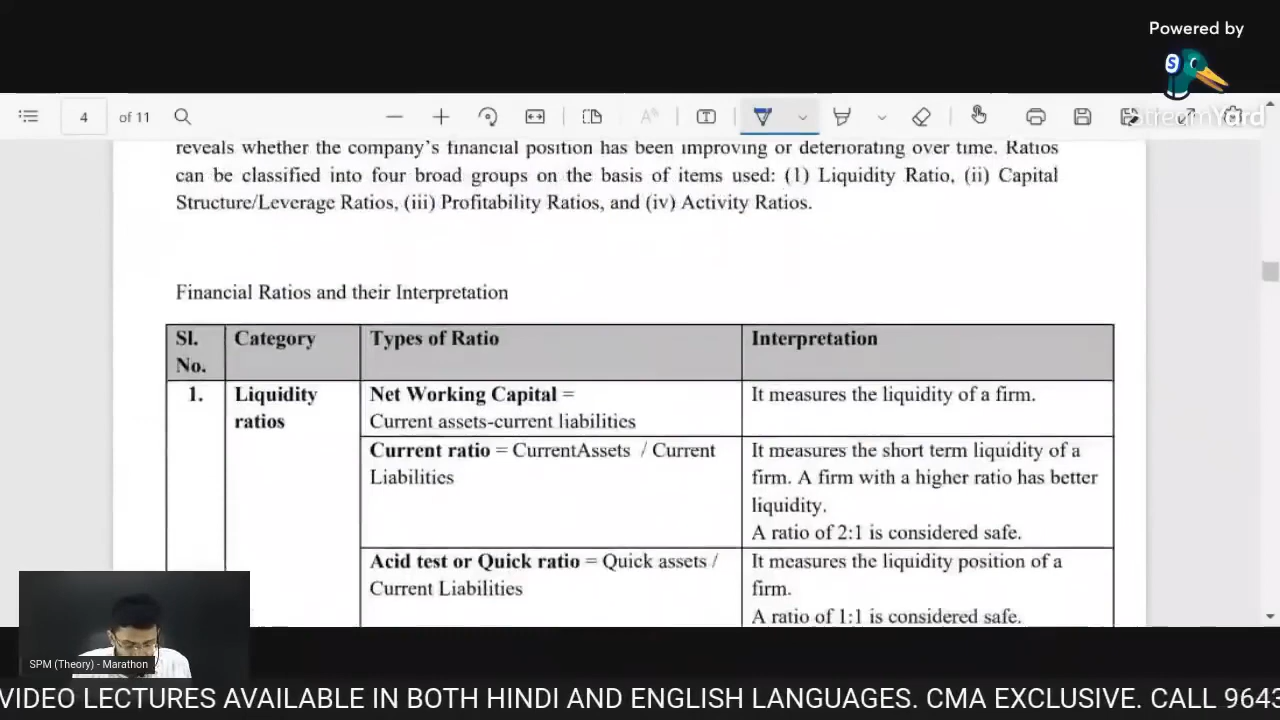 Powered by
S
StreamYard
4 of 11
reveals whether the company's financial position has been improving or deteriorating over time. Ratios
can be classified into four broad groups on the basis of items used: (1) Liquidity Ratio, (ii) Capital
Structure/Leverage Ratios, (iii) Profitability Ratios, and (iv) Activity Ratios.
Financial Ratios and their Interpretation
Sl.
No.
Category
Types of Ratio
Interpretation
1.
Liquidity
ratios
Net Working Capital =
Current assets-current liabilities
It measures the liquidity of a firm.
Current ratio = CurrentAssets / Current
Liabilities
It measures the short term liquidity of a
firm. A firm with a higher ratio has better
liquidity.
A ratio of 2:1 is considered safe.
Acid test or Quick ratio = Quick assets /
Current Liabilities
It measures the liquidity position of a
firm.
A ratio of 1:1 is considered safe.
SPM (Theory) - Marathon
VIDEO LECTURES AVAILABLE IN BOTH HINDI AND ENGLISH LANGUAGES. CMA EXCLUSIVE. CALL 9643